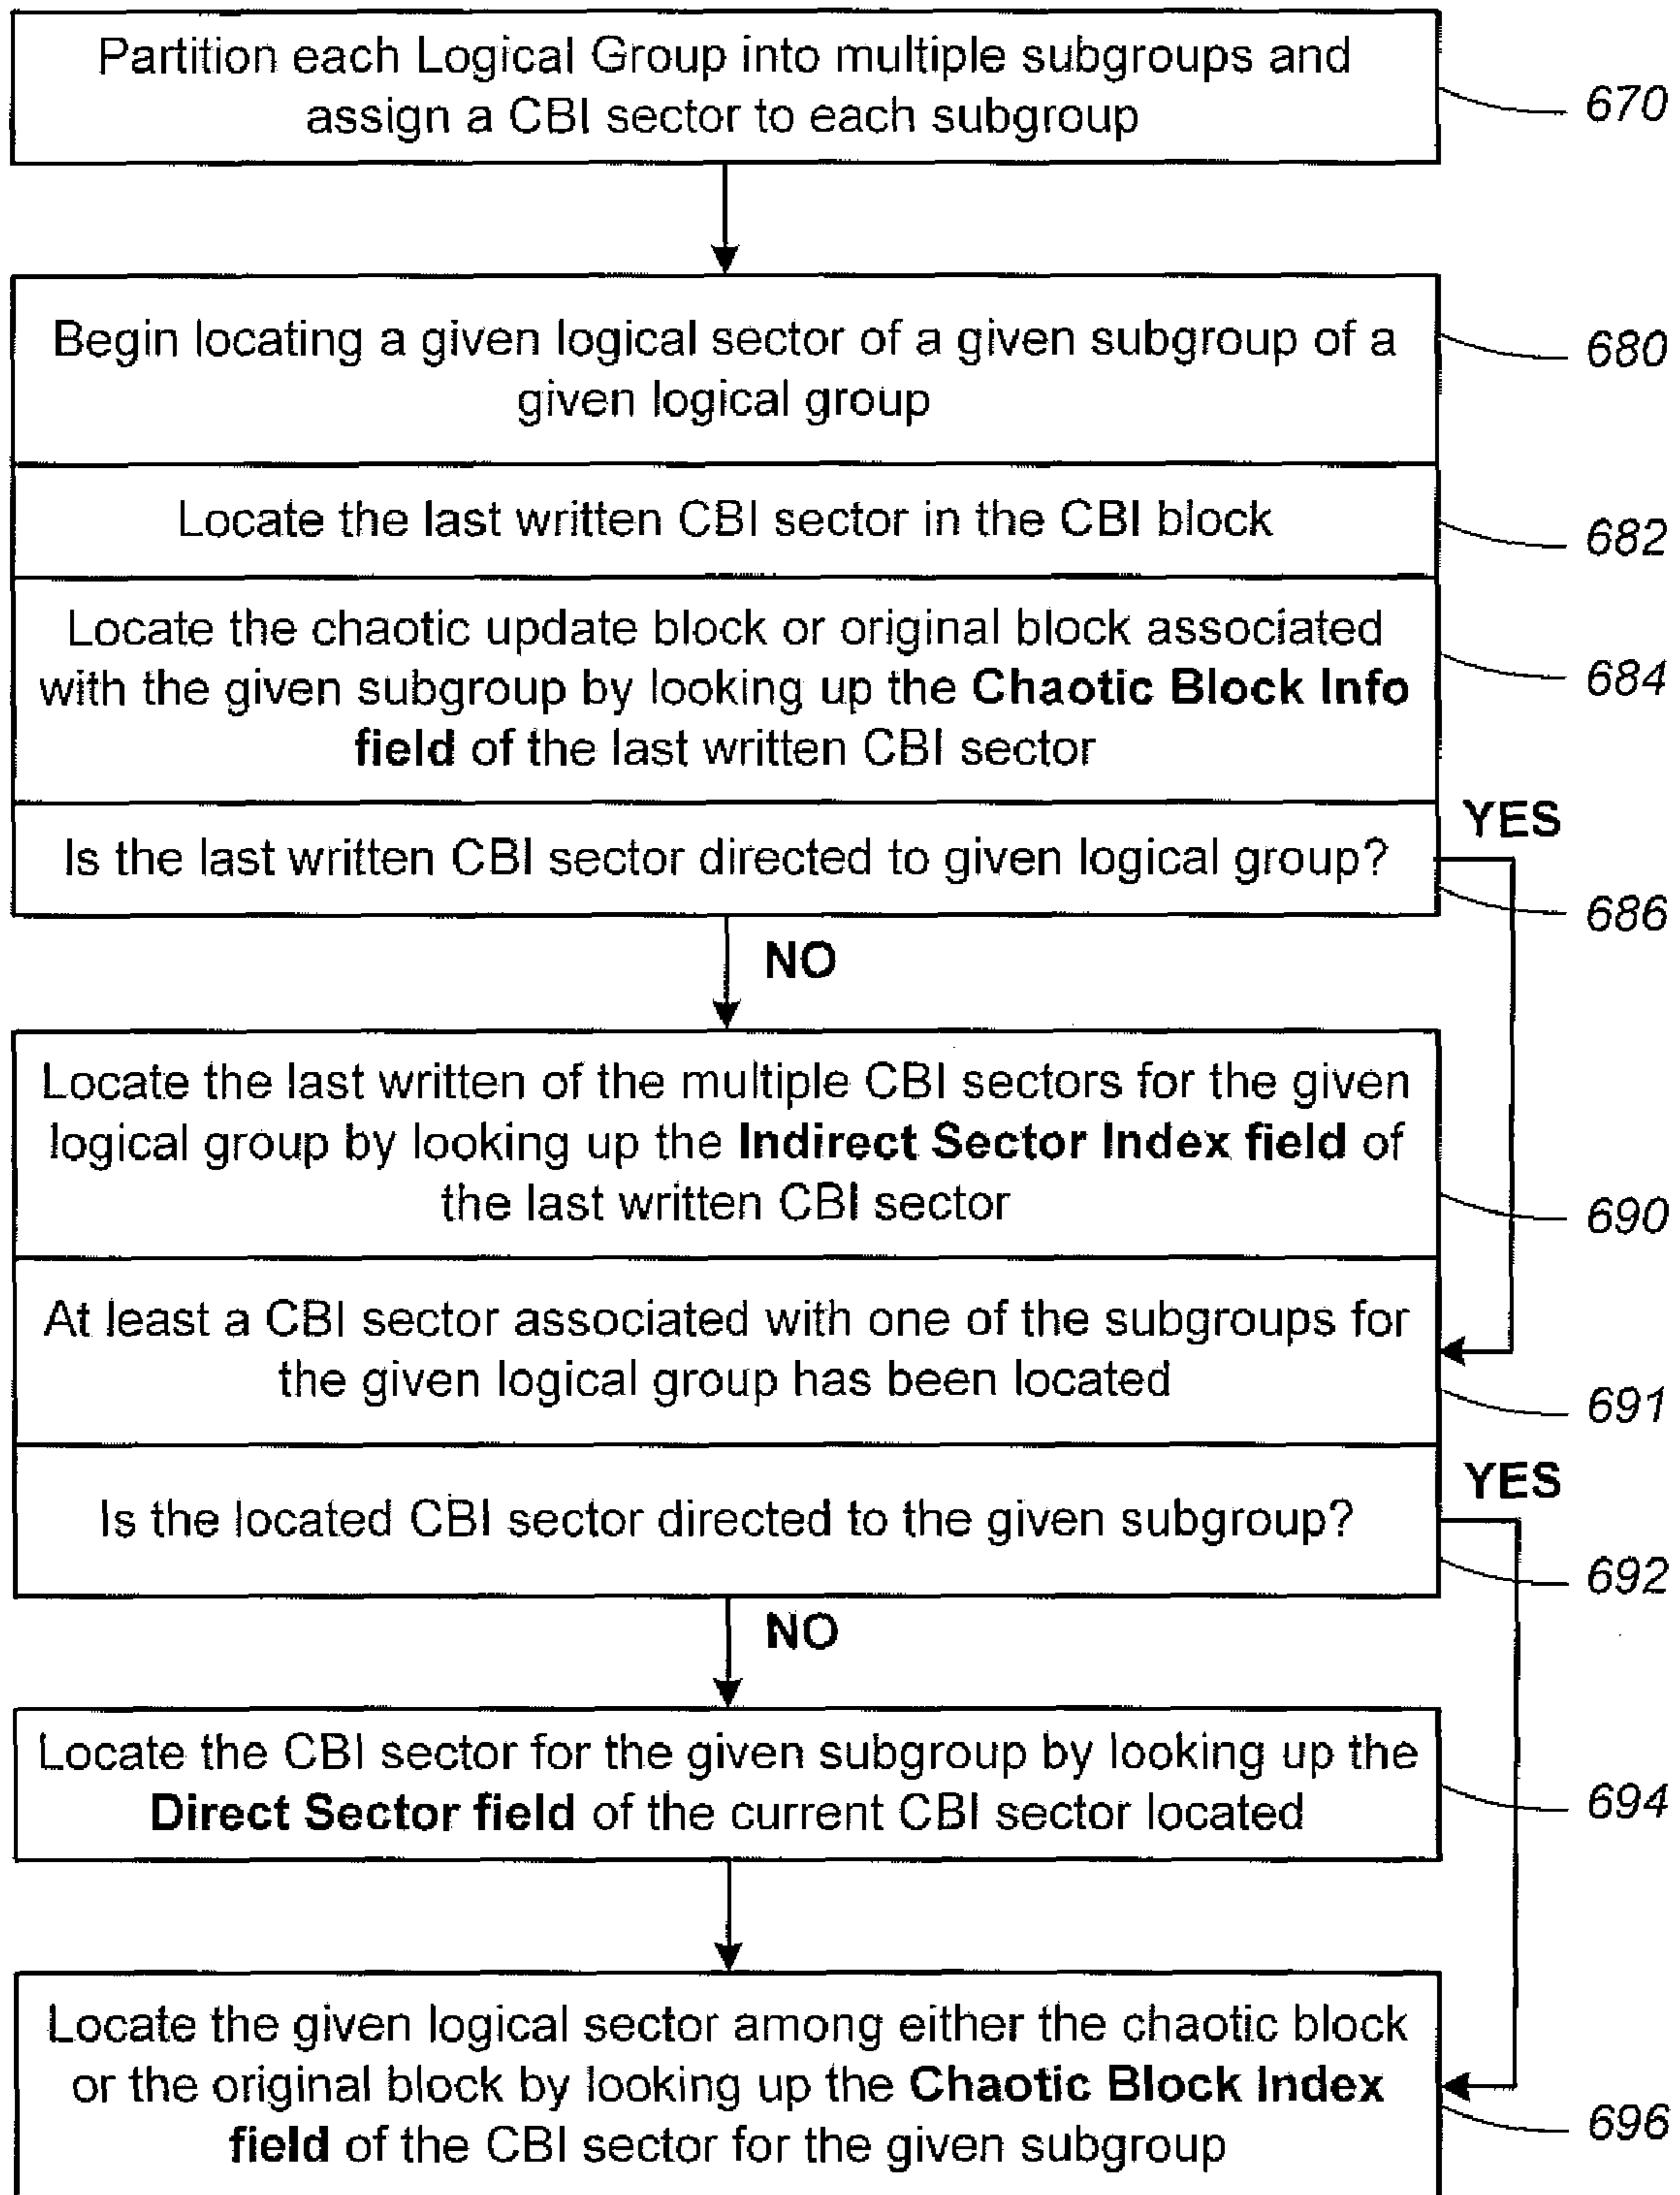 Partition each Logical Group into multiple subgroups and
assign a CBI sector to each subgroup
670
Begin locating a given logical sector of a given subgroup of a
given logical group
680
Locate the last written CBI sector in the CBI block
682
Locate the chaotic update block or original block associated
with the given subgroup by looking up the Chaotic Block Info
field of the last written CBI sector
684
YES
Is the last written CBI sector directed to given logical group?
686
NO
Locate the last written of the multiple CBI sectors for the given
logical group by looking up the Indirect Sector Index field of
the last written CBI sector
690
At least a CBI sector associated with one of the subgroups for
the given logical group has been located
691
YES
Is the located CBI sector directed to the given subgroup?
692
NO
Locate the CBI sector for the given subgroup by looking up the
Direct Sector field of the current CBI sector located
694
Locate the given logical sector among either the chaotic block
or the original block by looking up the Chaotic Block Index
field of the CBI sector for the given subgroup
696